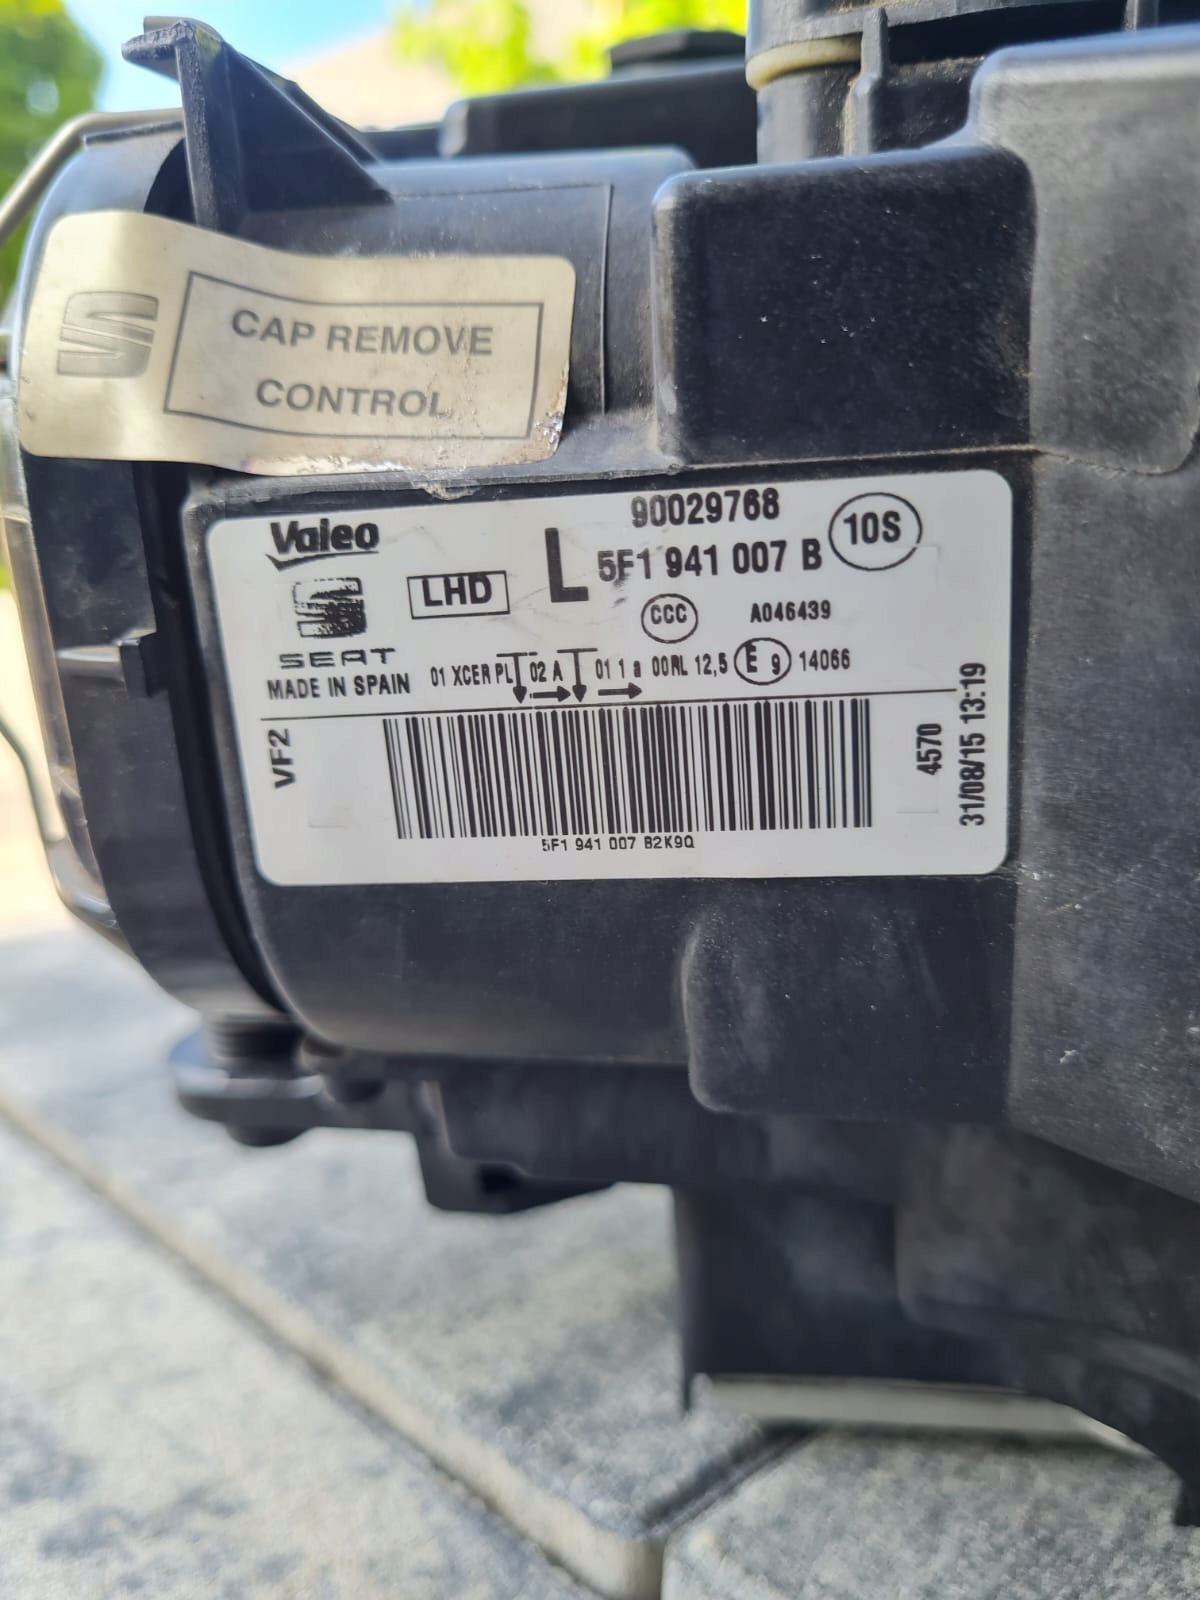 CAP REMOVE
CONTROL
Valeo
90029768
10S
LHD
L
5F1 941 007 B
CCC
A046439
SEAT
MADE IN SPAIN
01 XCER PL 02 A 01 1 a 00RL 12,5 E 9 14066
VF2
4570
31/08/15 13:19
5F1 941 007 B2K9Q